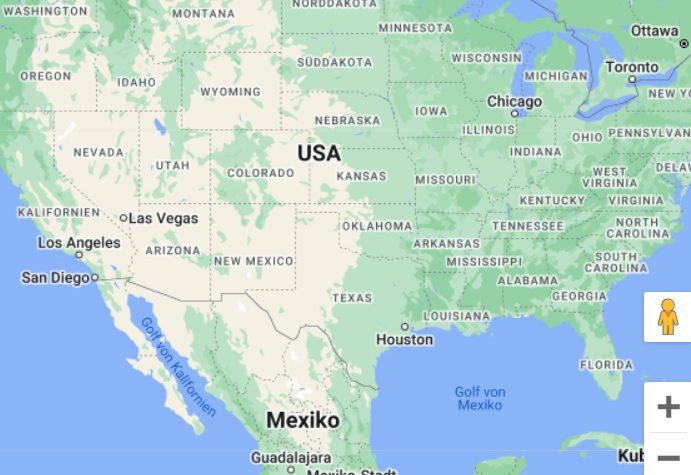 WASHINGTON
MONTANA
NORDDAKOTA
MINNESOTA
Ottawa
OREGON
IDAHO
SÜDDAKOTA
WISCONSIN
MICHIGAN
Toronto
WYOMING
NEW YO
Chicago
IOWA
NEBRASKA
ILLINOIS
OHIO
PENNSYLVAN
NEVADA
UTAH
USA
INDIANA
COLORADO
KANSAS
MISSOURI
WEST
VIRGINIA
DELAW
KENTUCKY
VIRGINIA
KALIFORNIEN
Las Vegas
OKLAHOMA
TENNESSEE
NORTH
CAROLINA
Los Angeles
ARIZONA
NEW MEXICO
ARKANSAS
MISSISSIPPI
SOUTH
CAROLINA
San Diego
ALABAMA
TEXAS
GEORGIA
LOUISIANA
Houston
Golf von Kalifornien
FLORIDA
Golf von
Mexiko
Mexiko
Guadalajara
Kub
Mexiko-Stadt